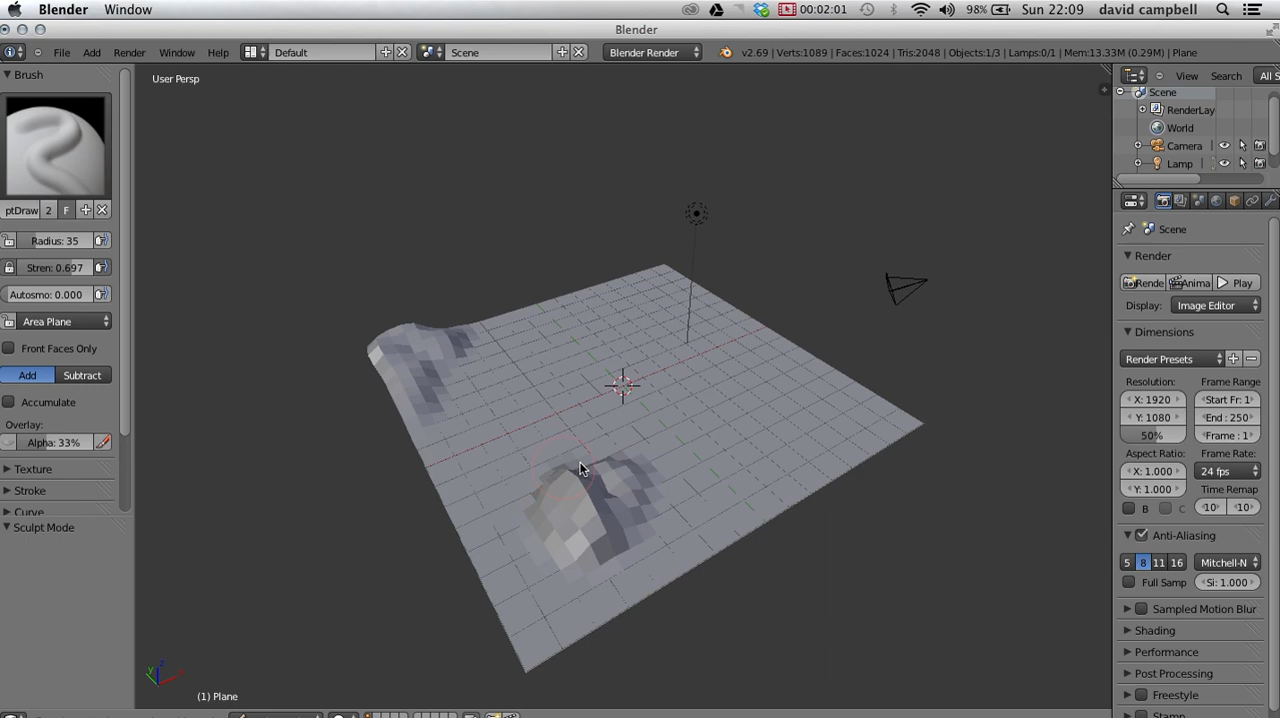 Blender Window 00:02:01 98% Sun 22:09 david campbell
Blender
File Add Render Window Help Default Scene Blender Render v2.69 | Verts:1089 | Faces:1024 | Tris:2048 | Objects:1/3 | Lamps:0/1 | Mem:13.33M (0.29M) | Plane
Brush
User Persp
View Search All S
Scene
RenderLay
World
Camera
Lamp
ptDraw 2 F
Radius: 35
Stren: 0.697
Autosmo: 0.000
Area Plane
Front Faces Only
Add Subtract
Accumulate
Overlay:
Alpha: 33%
Texture
Stroke
Curve
Sculpt Mode
(1) Plane
Scene
Render
Rende Anima Play
Display: Image Editor
Dimensions
Render Presets
Resolution: Frame Range
X: 1920 Start Fr: 1
Y: 1080 End : 250
50% Frame : 1
Aspect Ratio: Frame Rate:
X: 1.000 24 fps
Y: 1.000 Time Remap
B C 10 10
Anti-Aliasing
5 8 11 16 Mitchell-N
Full Samp Si: 1.000
Sampled Motion Blur
Shading
Performance
Post Processing
Freestyle
Stamp
y z